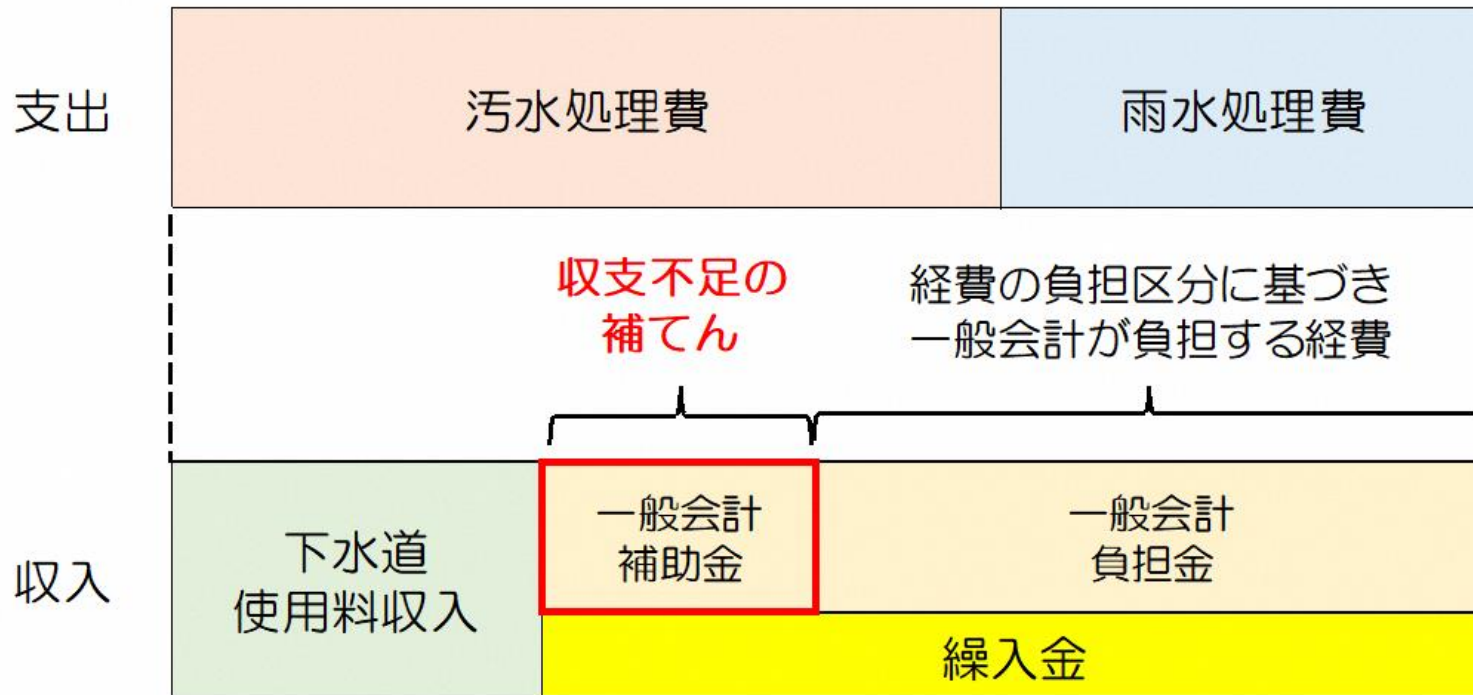 支出
汚水処理費
雨水処理費
収支不足の
補てん
経費の負担区分に基づき
一般会計が負担する経費
収入
下水道
使用料収入
一般会計
補助金
一般会計
負担金
繰入金